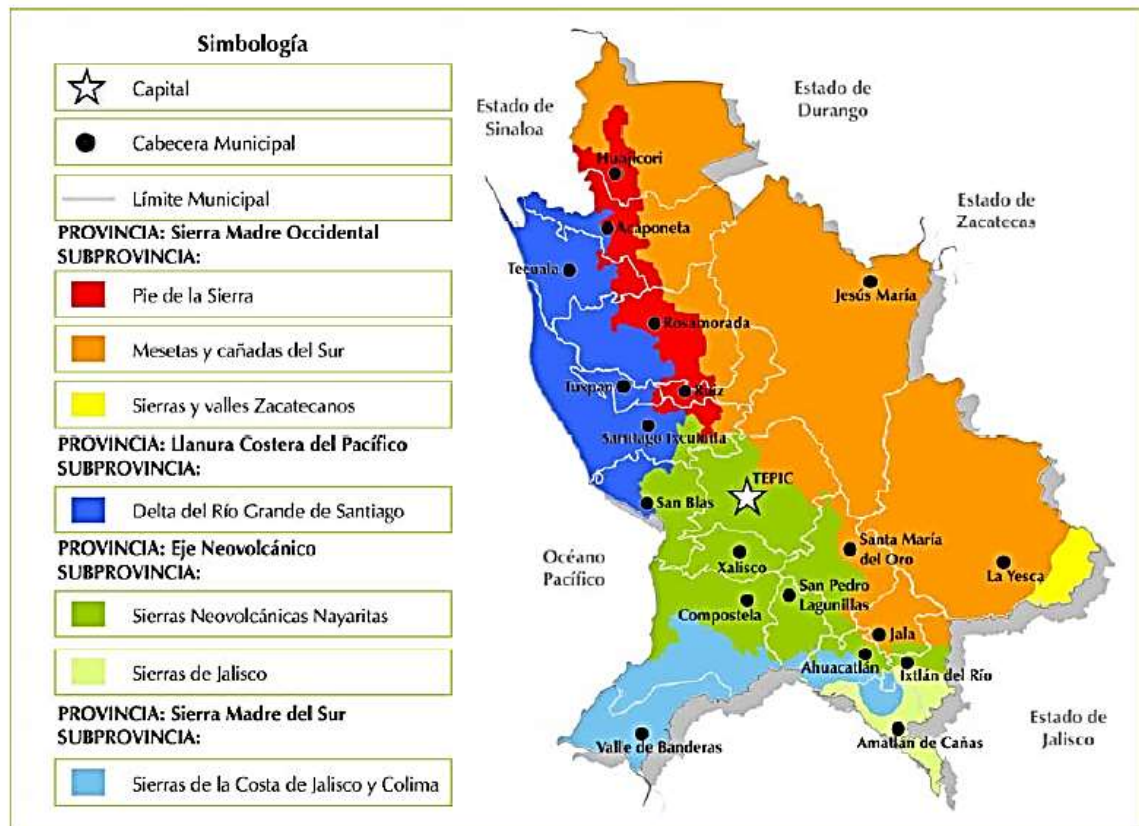 Simbología
Capital
Cabecera Municipal
Límite Municipal
PROVINCIA: Sierra Madre Occidental
SUBPROVINCIA:
Pie de la Sierra
Mesetas y cañadas del Sur
Sierras y valles Zacatecanos
PROVINCIA: Llanura Costera del Pacífico
SUBPROVINCIA:
Delta del Río Grande de Santiago
PROVINCIA: Eje Neovolcánico
SUBPROVINCIA:
Sierras Neovolcánicas Nayaritas
Sierras de Jalisco
PROVINCIA: Sierra Madre del Sur
SUBPROVINCIA:
Sierras de la Costa de Jalisco y Colima
Estado de
Sinaloa
Estado de
Durango
Estado de
Zacatecas
Huajicori
Acaponeta
Tecuala
Jesús María
Rosamorada
Tuxpan
Ruiz
Santiago Ixcuintla
TEPIC
San Blas
Océano
Pacífico
Xalisco
Santa María
del Oro
La Yesca
San Pedro
Lagunillas
Compostela
Jala
Ahuacatlán
Ixtlán del Río
Estado de
Jalisco
Valle de Banderas
Amatlán de Cañas